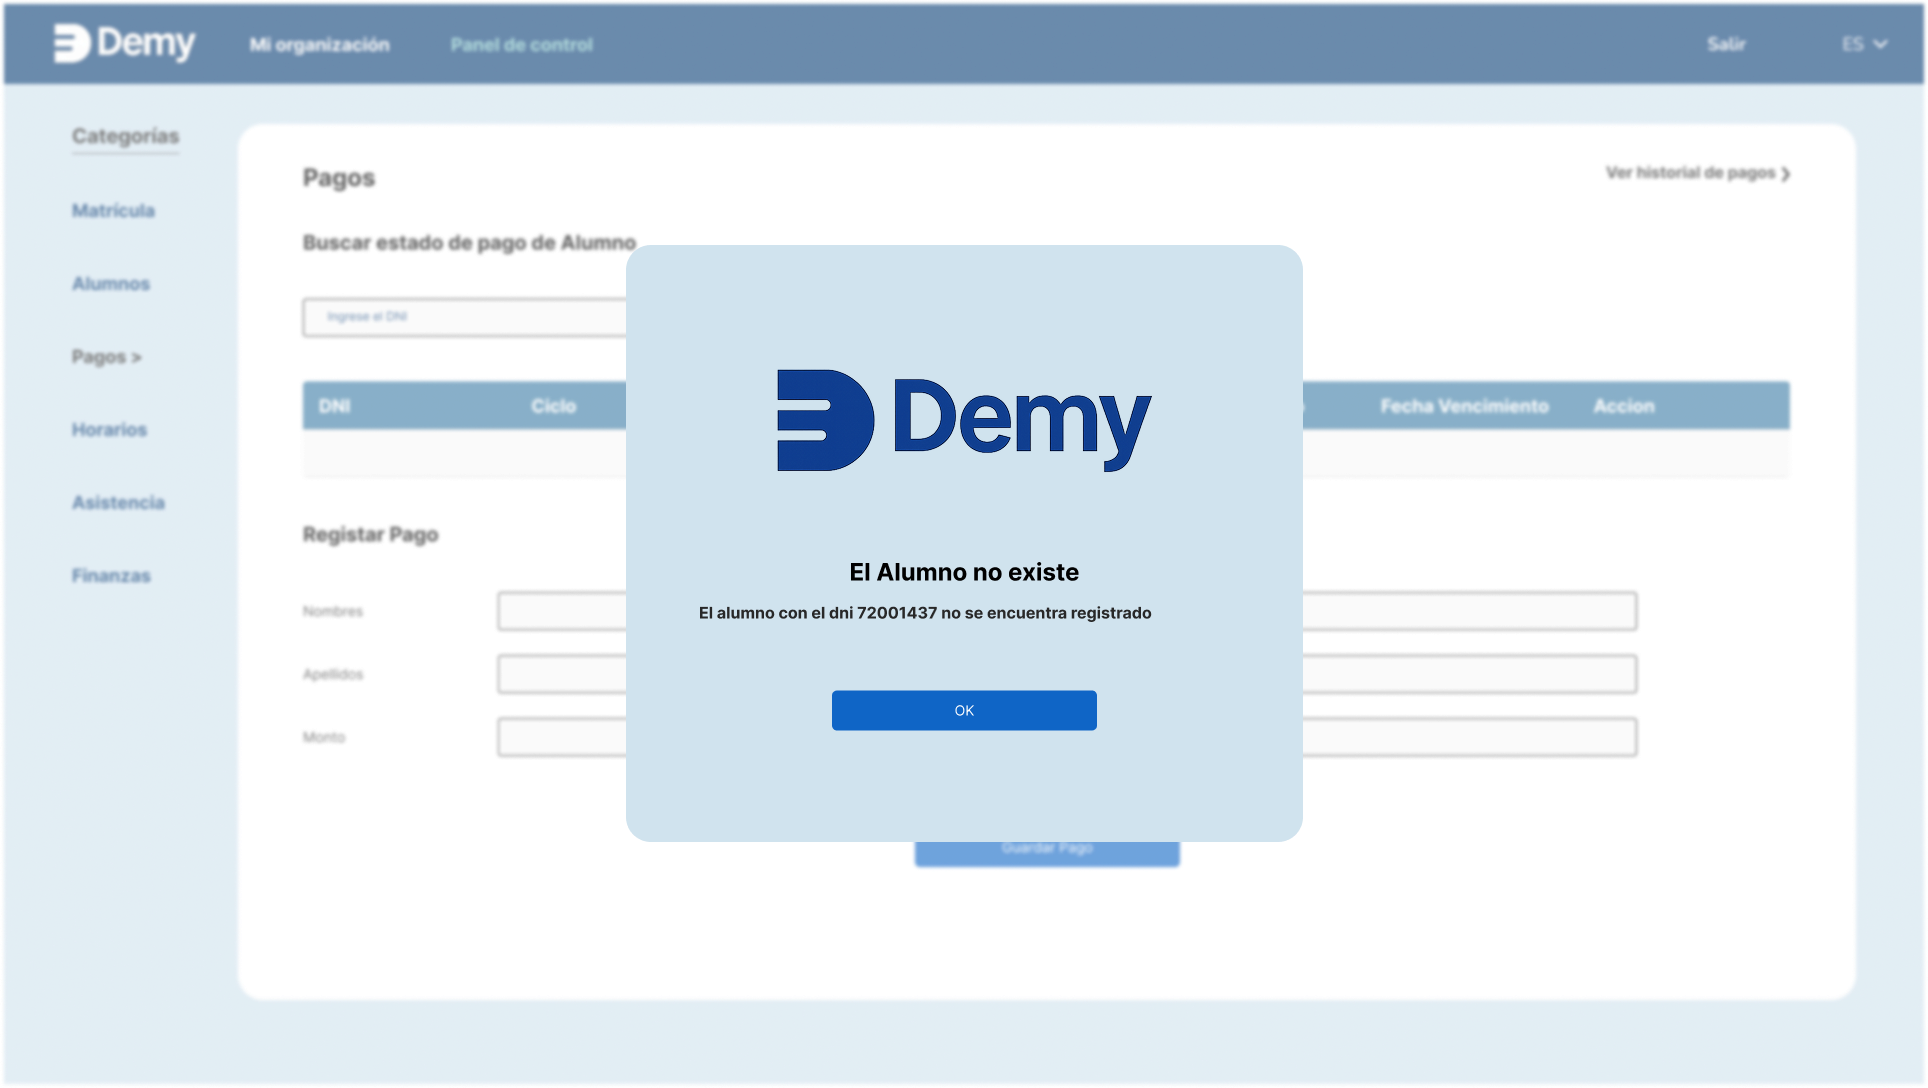 Demy
Mi organización
Panel de control
Salir
ES
Categorías
Matrícula
Alumnos
Pagos >
Horarios
Asistencia
Finanzas
Pagos
Ver historial de pagos ❯
Buscar estado de pago de Alumno
Ingrese el DNI
DNI
Ciclo
Fecha Vencimiento
Accion
Registar Pago
Nombres
Apellidos
Monto
Guardar Pago
Demy
El Alumno no existe
El alumno con el dni 72001437 no se encuentra registrado
OK